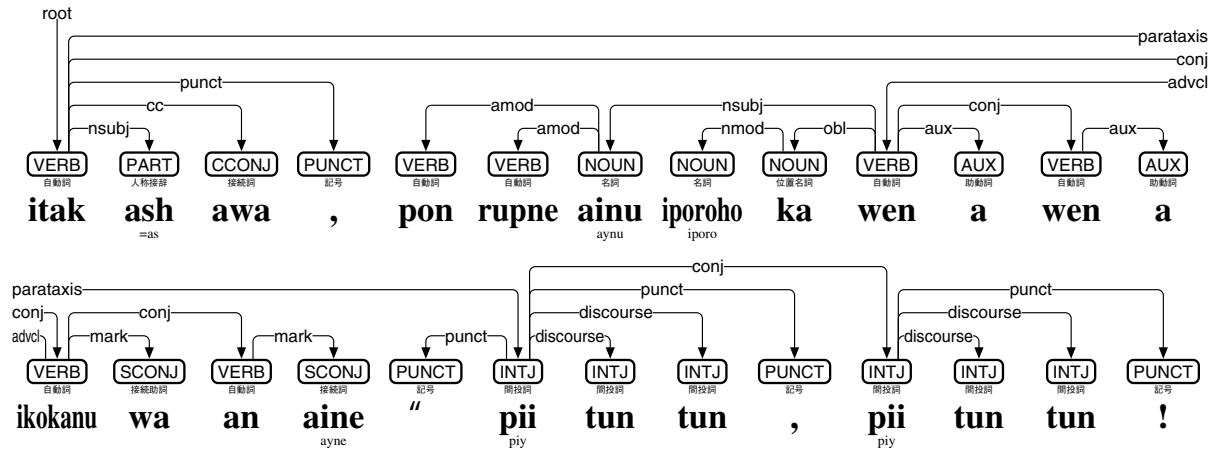 root
parataxis
conj
punct advcl
cc amod nsubj conj
nsubj amod nmod obl aux aux
VERB PART CCONJ PUNCT VERB VERB NOUN NOUN NOUN VERB AUX VERB AUX
自動詞 人称接辞 接続詞 記号 自動詞 自動詞 名詞 名詞 位置名詞 自動詞 助動詞 自動詞 助動詞
itak ash awa , pon rupne ainu iporoho ka wen a wen a
=as aynu iporo
conj
parataxis punct punct
conj conj discourse discourse
advcl mark mark punct discourse discourse
VERB SCONJ VERB SCONJ PUNCT INTJ INTJ INTJ PUNCT INTJ INTJ INTJ PUNCT
自動詞 接続助詞 自動詞 接続詞 記号 間投詞 間投詞 間投詞 記号 間投詞 間投詞 間投詞 記号
ikokanu wa an aine “ pii tun tun , pii tun tun !
ayne piy piy